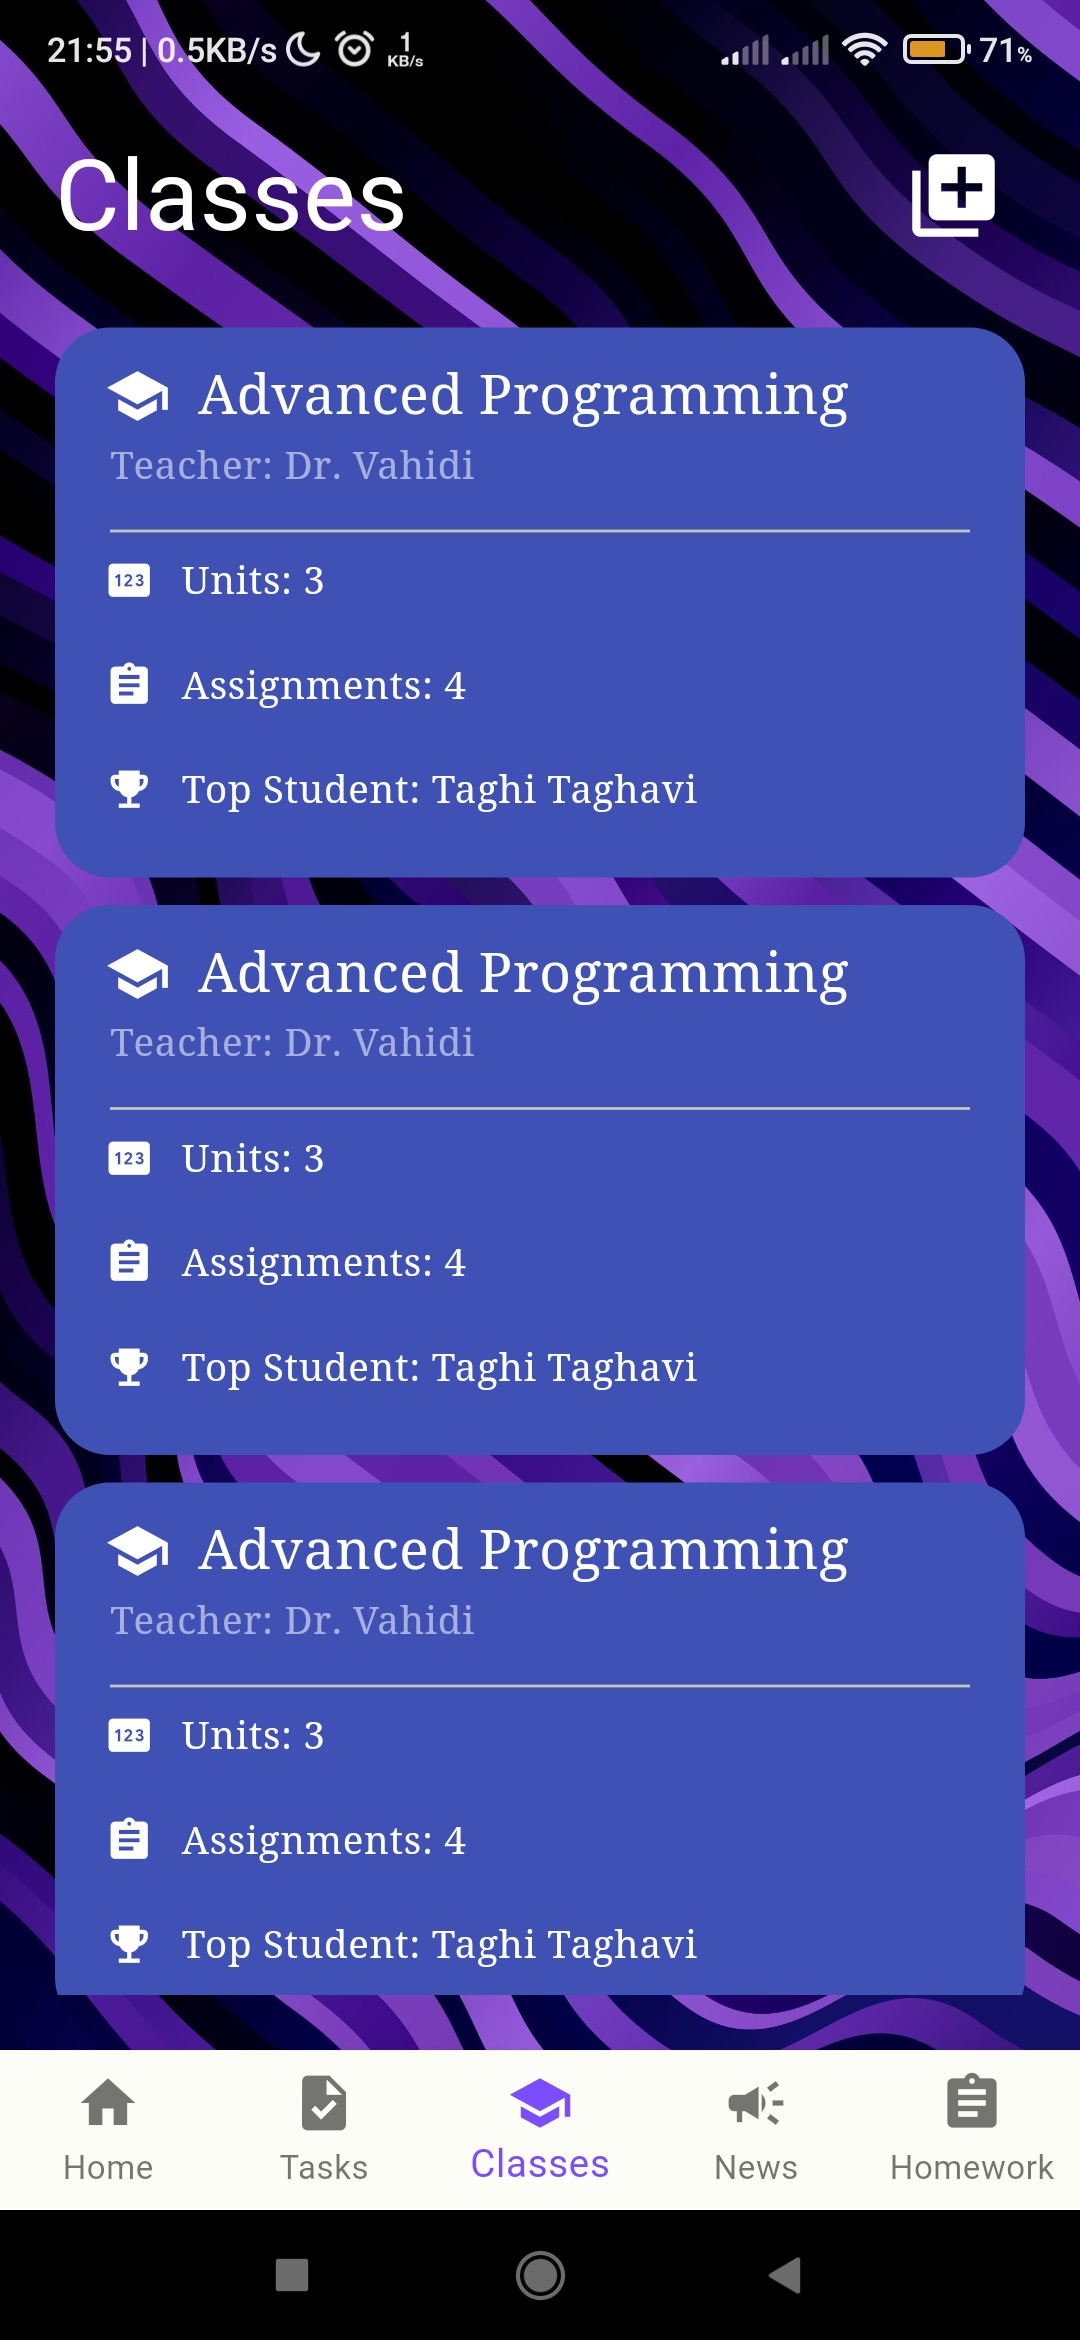 21:55 | 0.5KB/s 1 KB/s 71%
Classes
Advanced Programming
Teacher: Dr. Vahidi
123 Units: 3
Assignments: 4
Top Student: Taghi Taghavi
Advanced Programming
Teacher: Dr. Vahidi
123 Units: 3
Assignments: 4
Top Student: Taghi Taghavi
Advanced Programming
Teacher: Dr. Vahidi
123 Units: 3
Assignments: 4
Top Student: Taghi Taghavi
Home Tasks Classes News Homework